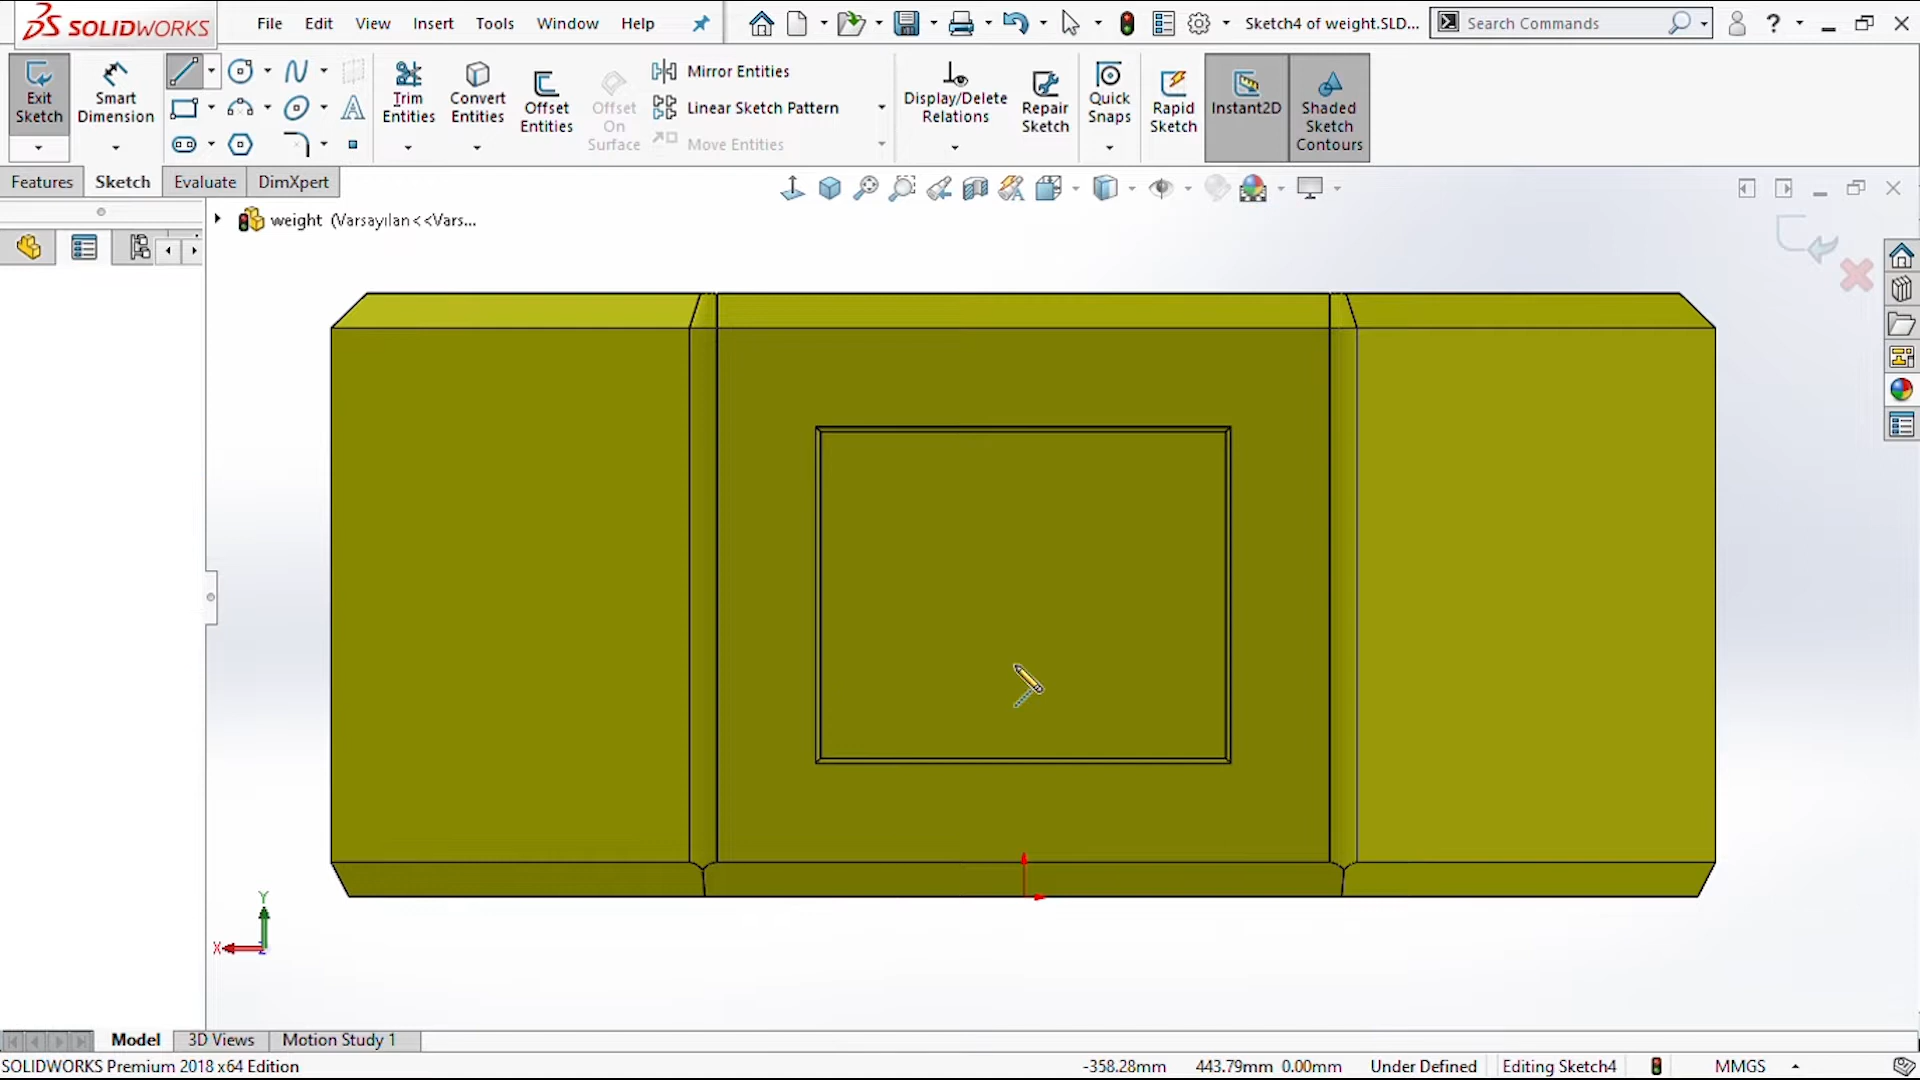 SOLIDWORKS File Edit View Insert Tools Window Help Sketch4 of weight.SLD... Search Commands ?
Exit Sketch
Smart Dimension
Trim Entities
Convert Entities
Offset Entities
Offset On Surface
Mirror Entities
Linear Sketch Pattern
Move Entities
Display/Delete Relations
Repair Sketch
Quick Snaps
Rapid Sketch
Instant2D
Shaded Sketch Contours
Features Sketch Evaluate DimXpert
weight (Varsayılan<<Vars...
Y
X
Z
Model 3D Views Motion Study 1
SOLIDWORKS Premium 2018 x64 Edition -358.28mm 443.79mm 0.00mm Under Defined Editing Sketch4 MMGS